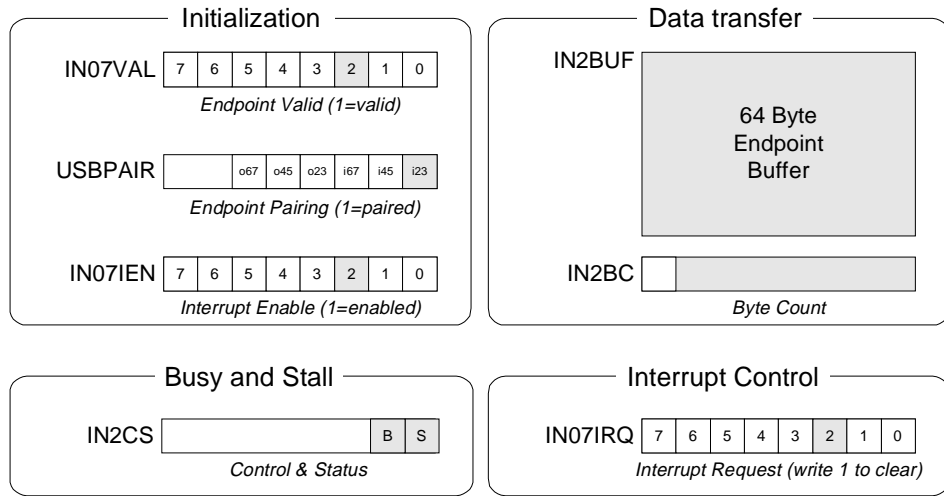 Initialization
IN07VAL 7 6 5 4 3 2 1 0
Endpoint Valid (1=valid)
USBPAIR o67 o45 o23 i67 i45 i23
Endpoint Pairing (1=paired)
IN07IEN 7 6 5 4 3 2 1 0
Interrupt Enable (1=enabled)
Data transfer
IN2BUF
64 Byte
Endpoint
Buffer
IN2BC
Byte Count
Busy and Stall
IN2CS B S
Control & Status
Interrupt Control
IN07IRQ 7 6 5 4 3 2 1 0
Interrupt Request (write 1 to clear)